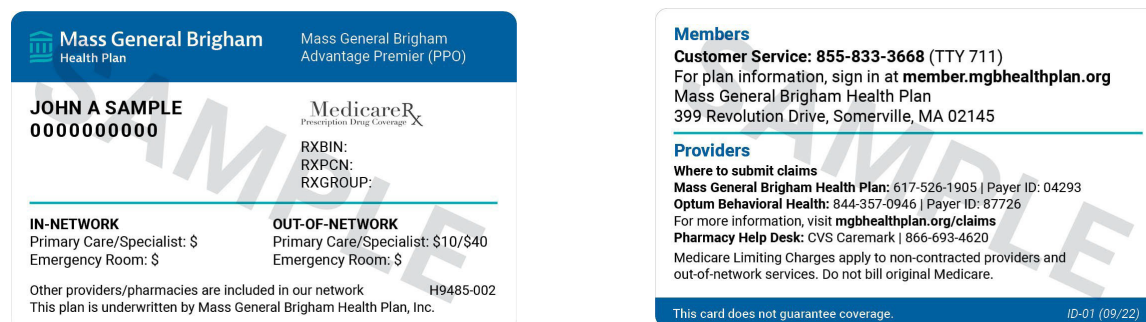 Mass General Brigham
Health Plan
Mass General Brigham
Advantage Premier (PPO)
JOHN A SAMPLE
0000000000
MedicareRx
Prescription Drug Coverage
RXBIN:
RXPCN:
RXGROUP:
IN-NETWORK
Primary Care/Specialist: $
Emergency Room: $
OUT-OF-NETWORK
Primary Care/Specialist: $10/$40
Emergency Room: $
Other providers/pharmacies are included in our network H9485-002
This plan is underwritten by Mass General Brigham Health Plan, Inc.
SAMPLE
Members
Customer Service: 855-833-3668 (TTY 711)
For plan information, sign in at member.mgbhealthplan.org
Mass General Brigham Health Plan
399 Revolution Drive, Somerville, MA 02145
Providers
Where to submit claims
Mass General Brigham Health Plan: 617-526-1905 | Payer ID: 04293
Optum Behavioral Health: 844-357-0946 | Payer ID: 87726
For more information, visit mgbhealthplan.org/claims
Pharmacy Help Desk: CVS Caremark | 866-693-4620
Medicare Limiting Charges apply to non-contracted providers and
out-of-network services. Do not bill original Medicare.
This card does not guarantee coverage. ID-01 (09/22)
SAMPLE